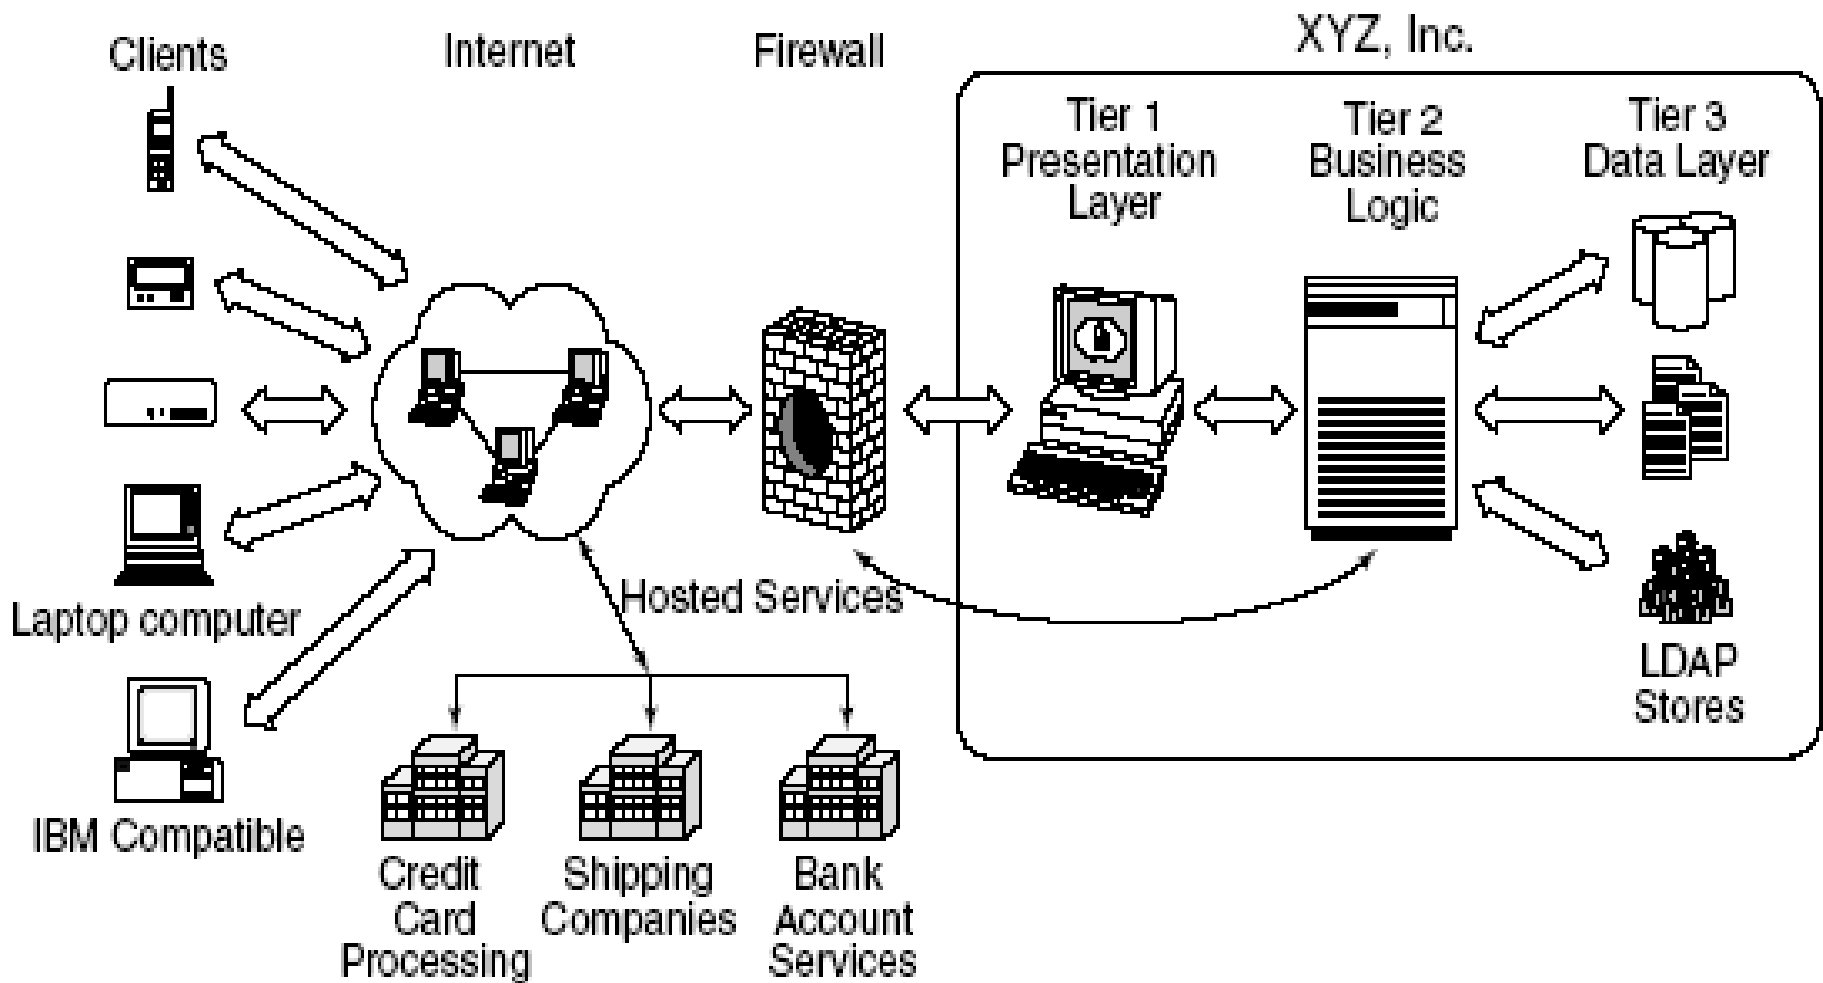 Clients
Internet
Firewall
XYZ, Inc.
Tier 1
Presentation
Layer
Tier 2
Business
Logic
Tier 3
Data Layer
Laptop computer
IBM Compatible
Hosted Services
LDAP
Stores
Credit
Card
Processing
Shipping
Companies
Bank
Account
Services